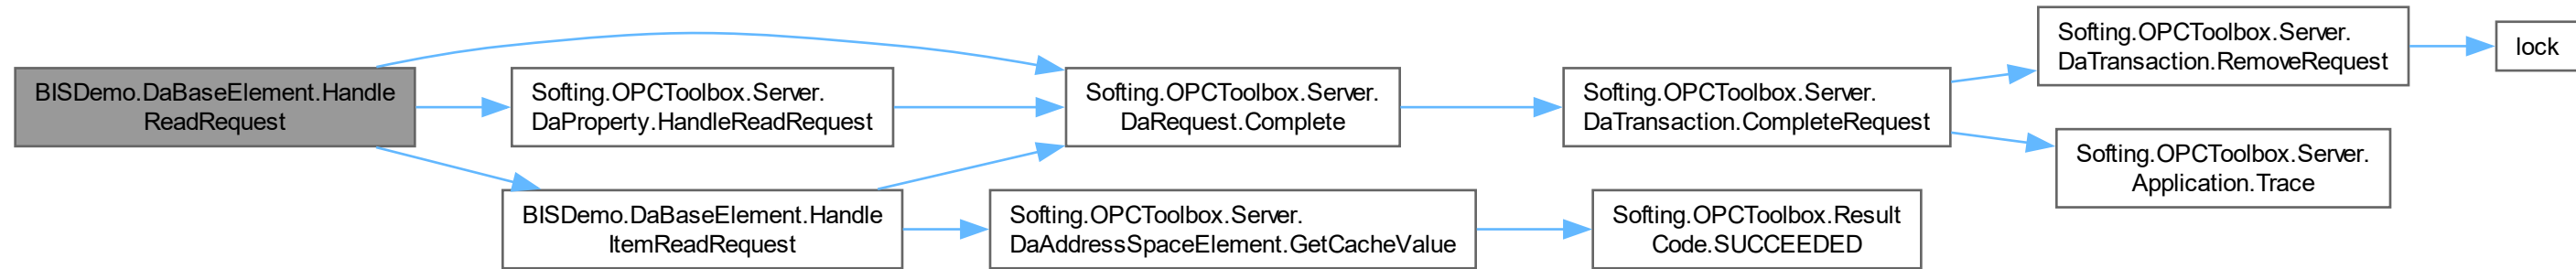 BISDemo.DaBaseElement.Handle
ReadRequest
Softing.OPCToolbox.Server.
DaProperty.HandleReadRequest
Softing.OPCToolbox.Server.
DaRequest.Complete
Softing.OPCToolbox.Server.
DaTransaction.CompleteRequest
Softing.OPCToolbox.Server.
DaTransaction.RemoveRequest
lock
Softing.OPCToolbox.Server.
Application.Trace
BISDemo.DaBaseElement.Handle
ItemReadRequest
Softing.OPCToolbox.Server.
DaAddressSpaceElement.GetCacheValue
Softing.OPCToolbox.Result
Code.SUCCEEDED